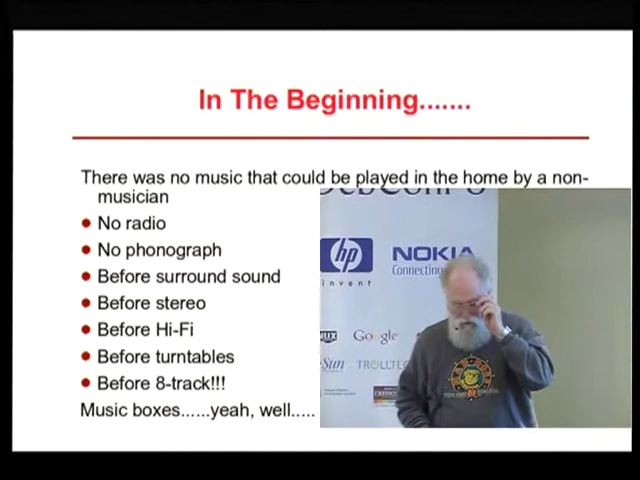 In The Beginning.......
There was no music that could be played in the home by a non-
musician
No radio
No phonograph
Before surround sound
Before stereo
Before Hi-Fi
Before turntables
Before 8-track!!!
Music boxes......yeah, well.....
hp
invent
NOKIA
Connecting
Google
Sun
TROLLTEC